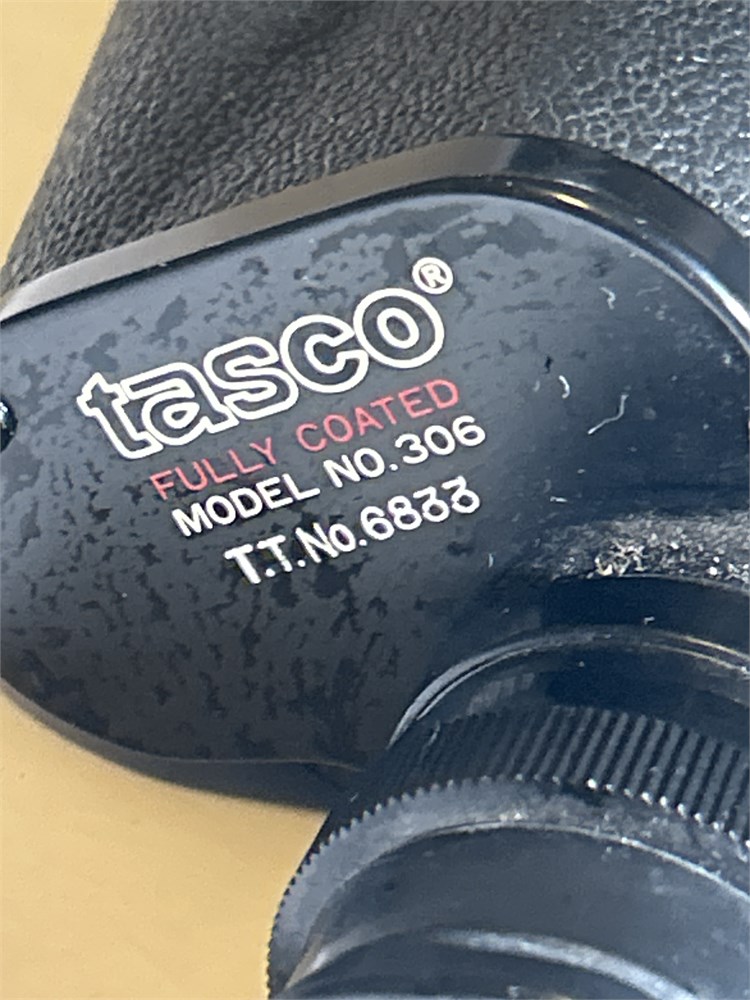 tasco®
FULLY COATED
MODEL NO.306
T.T.No.6833